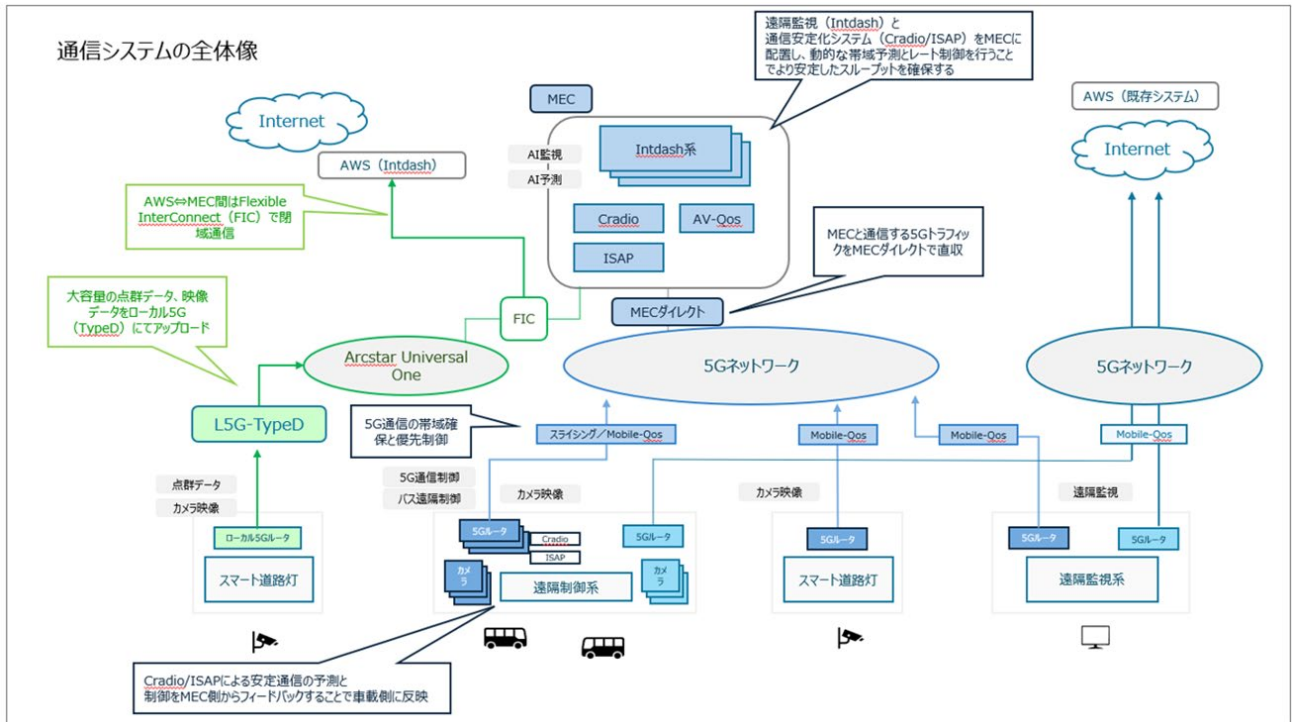 通信システムの全体像
遠隔監視（Intdash）と
通信安定化システム（Cradio/ISAP）をMECに
配置し、動的な帯域予測とレート制御を行うこと
でより安定したスループットを確保する
MEC
AWS（既存システム）
Internet
Internet
AWS（Intdash）
AI監視
AI予測
Intdash系
Cradio
AV-Qos
ISAP
AWS⇔MEC間はFlexible
InterConnect（FIC）で閉
域通信
MECと通信する5Gトラフィッ
クをMECダイレクトで直収
大容量の点群データ、映像
データをローカル5G
（TypeD）にてアップロード
FIC
MECダイレクト
Arcstar Universal
One
5Gネットワーク
5Gネットワーク
L5G-TypeD
5G通信の帯域確
保と優先制御
スライシング／Mobile-Qos
Mobile-Qos
Mobile-Qos
Mobile-Qos
点群データ
カメラ映像
5G通信制御
バス遠隔制御
カメラ映像
カメラ映像
遠隔監視
ローカル5Gルータ
スマート道路灯
5Gルータ
Cradio
ISAP
5Gルータ
カメ
ラ
遠隔制御系
カメ
ラ
5Gルータ
スマート道路灯
5Gルータ
5Gルータ
遠隔監視系
Cradio/ISAPによる安定通信の予測と
制御をMEC側からフィードバックすることで車載側に反映